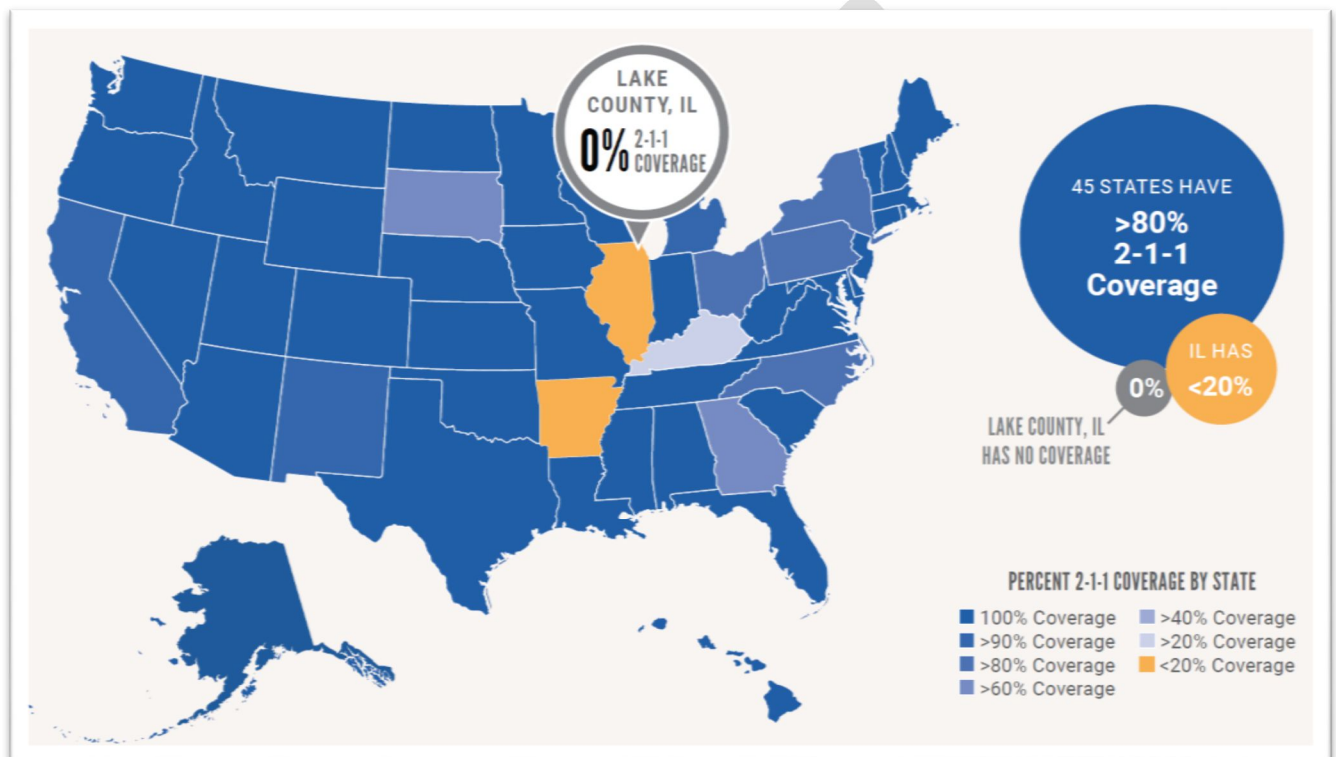 LAKE
COUNTY, IL
0% 2-1-1
COVERAGE
45 STATES HAVE
>80%
2-1-1
Coverage
IL HAS
<20%
0%
LAKE COUNTY, IL
HAS NO COVERAGE
PERCENT 2-1-1 COVERAGE BY STATE
100% Coverage
>90% Coverage
>80% Coverage
>60% Coverage
>40% Coverage
>20% Coverage
<20% Coverage